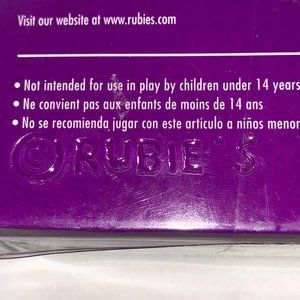 Visit our website at www.rubies.com
• Not intended for use in play by children under 14 years
• Ne convient pas aux enfants de moins de 14 ans
• No se recomienda jugar con este artículo a niños menor
© RUBIE'S